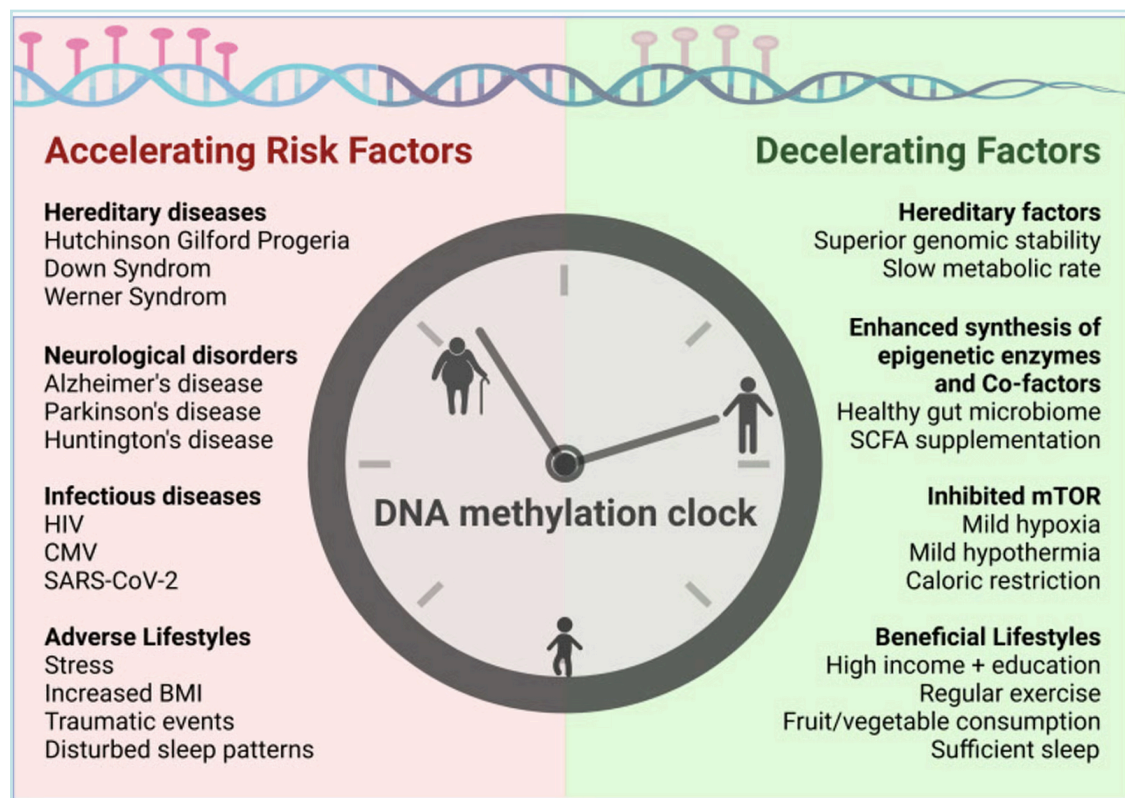 Accelerating Risk Factors
Hereditary diseases
Hutchinson Gilford Progeria
Down Syndrom
Werner Syndrom
Neurological disorders
Alzheimer's disease
Parkinson's disease
Huntington's disease
Infectious diseases
HIV
CMV
SARS-CoV-2
Adverse Lifestyles
Stress
Increased BMI
Traumatic events
Disturbed sleep patterns
DNA methylation clock
Decelerating Factors
Hereditary factors
Superior genomic stability
Slow metabolic rate
Enhanced synthesis of
epigenetic enzymes
and Co-factors
Healthy gut microbiome
SCFA supplementation
Inhibited mTOR
Mild hypoxia
Mild hypothermia
Caloric restriction
Beneficial Lifestyles
High income + education
Regular exercise
Fruit/vegetable consumption
Sufficient sleep